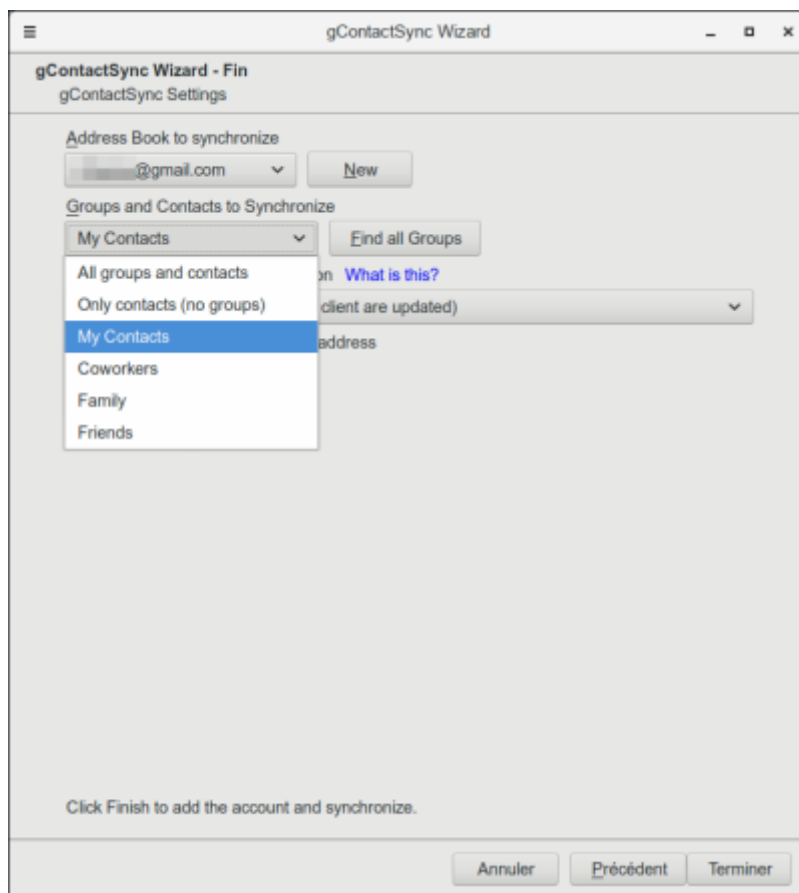 gContactSync Wizard
gContactSync Wizard - Fin
gContactSync Settings
Address Book to synchronize
@gmail.com
New
Groups and Contacts to Synchronize
My Contacts
Find all Groups
All groups and contacts
on What is this?
Only contacts (no groups)
client are updated)
My Contacts
address
Coworkers
Family
Friends
Click Finish to add the account and synchronize.
Annuler
Précédent
Terminer